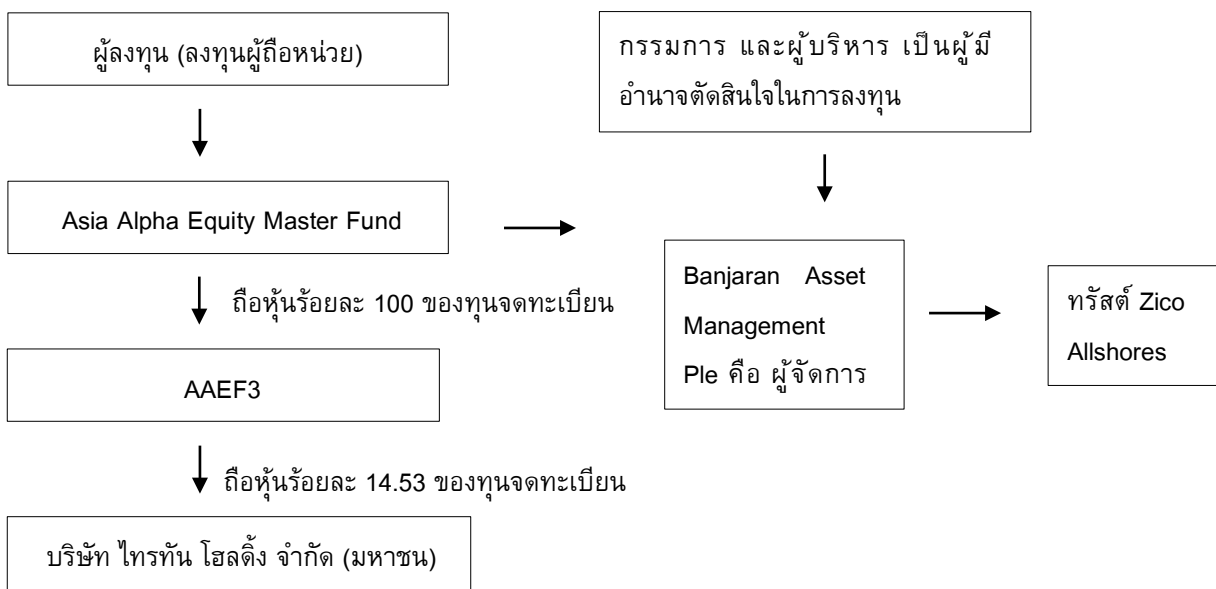 ผู้ลงทุน (ลงทุนผู้ถือหน่วย)
กรรมการ และผู้บริหาร เป็นผู้มี
อำนาจตัดสินใจในการลงทุน
Asia Alpha Equity Master Fund
ถือหุ้นร้อยละ 100 ของทุนจดทะเบียน
Banjaran Asset
Management
Ple คือ ผู้จัดการ
ทรัสต์ Zico
Allshores
AAEF3
ถือหุ้นร้อยละ 14.53 ของทุนจดทะเบียน
บริษัท ไทรทัน โฮลดิ้ง จำกัด (มหาชน)